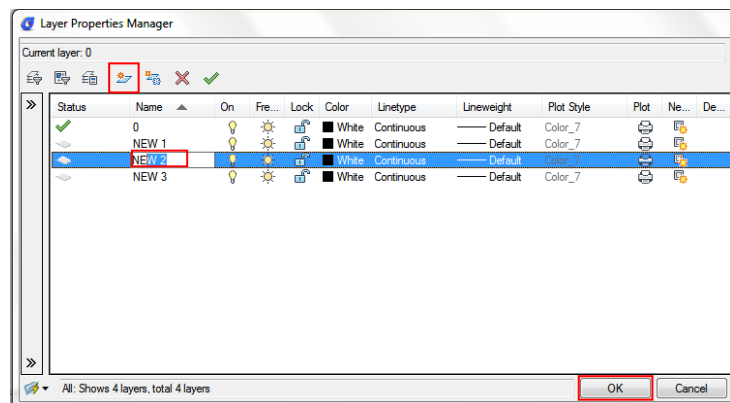 Layer Properties Manager
Current layer: 0
Status Name On Fre... Lock Color Linetype Lineweight Plot Style Plot Ne... De...
0 White Continuous Default Color_7
NEW 1 White Continuous Default Color_7
NEW 2 White Continuous Default Color_7
NEW 3 White Continuous Default Color_7
All: Shows 4 layers, total 4 layers
OK Cancel